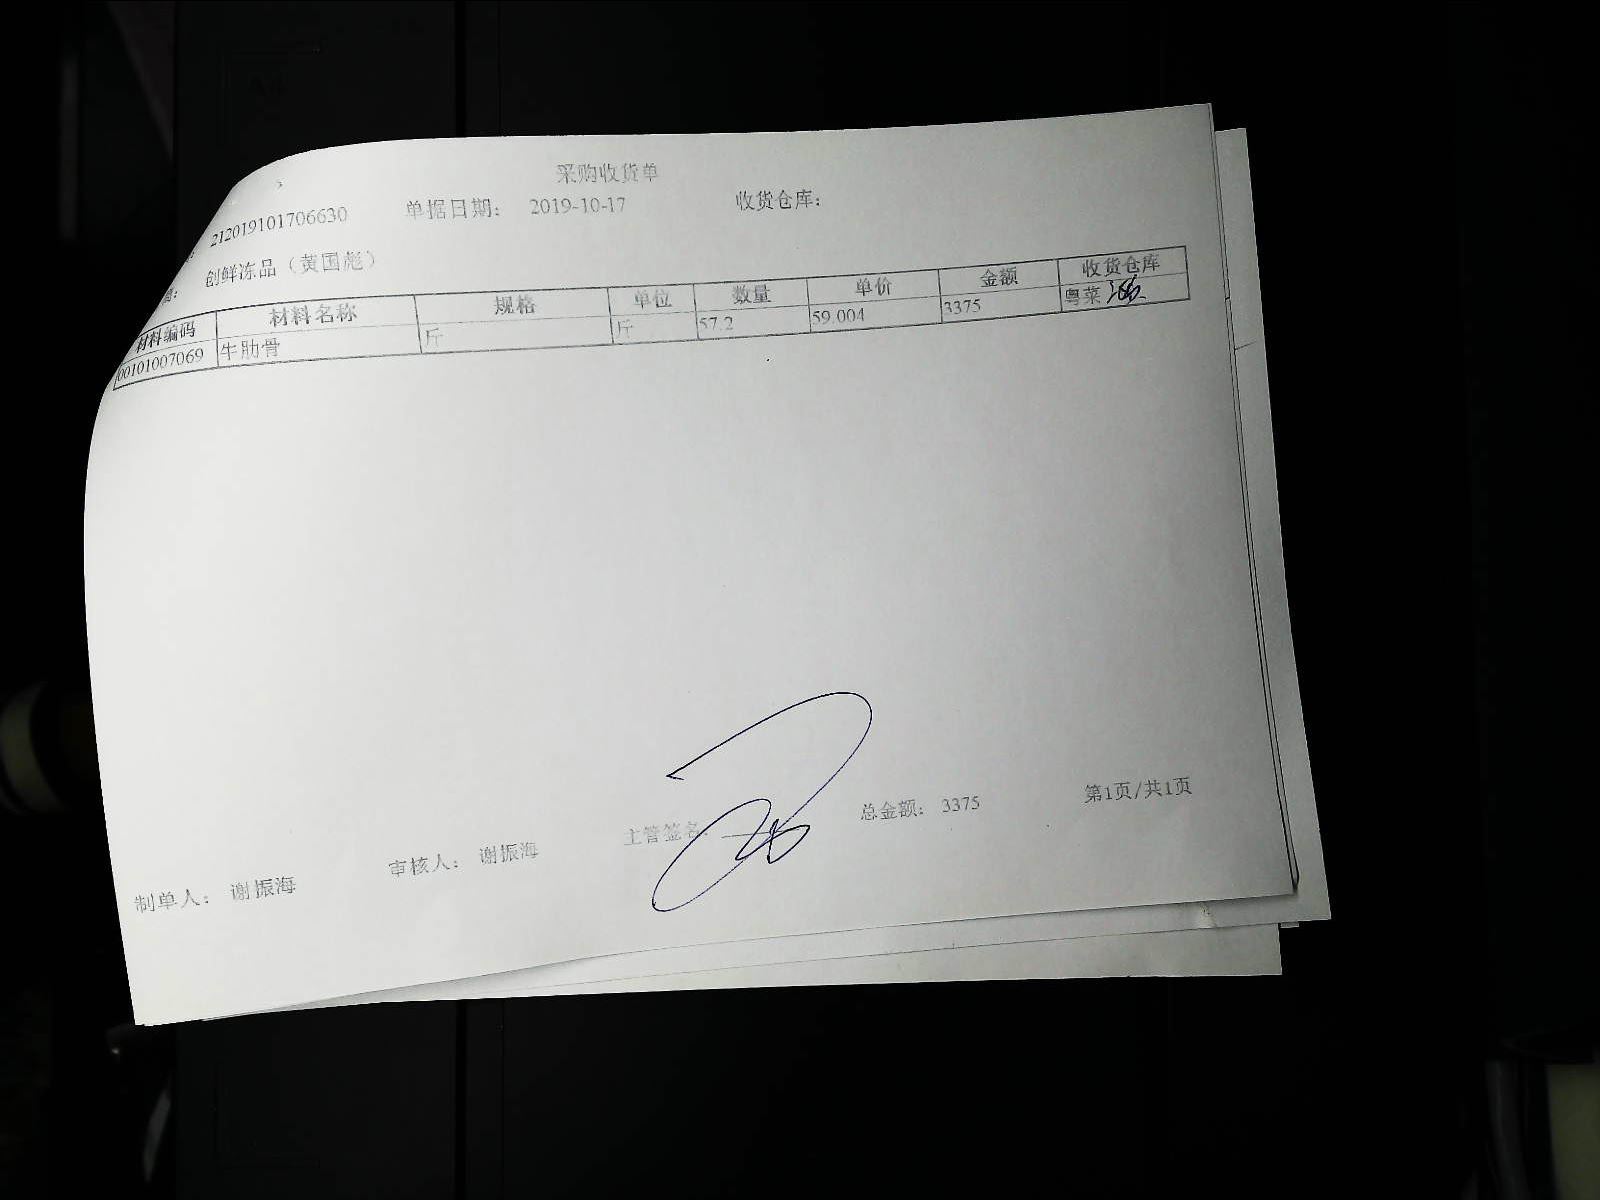 采购收货单
212019101706630 单据日期: 2019-10-17 收货仓库:
创鲜冻品（黄国彪）
材料编码 材料名称 规格 单位 数量 单价 金额 收货仓库
00101007069 牛肋骨 斤 斤 57.2 59.004 3375 粤菜
制单人: 谢振海 审核人: 谢振海 主管签名: 总金额: 3375 第1页/共1页